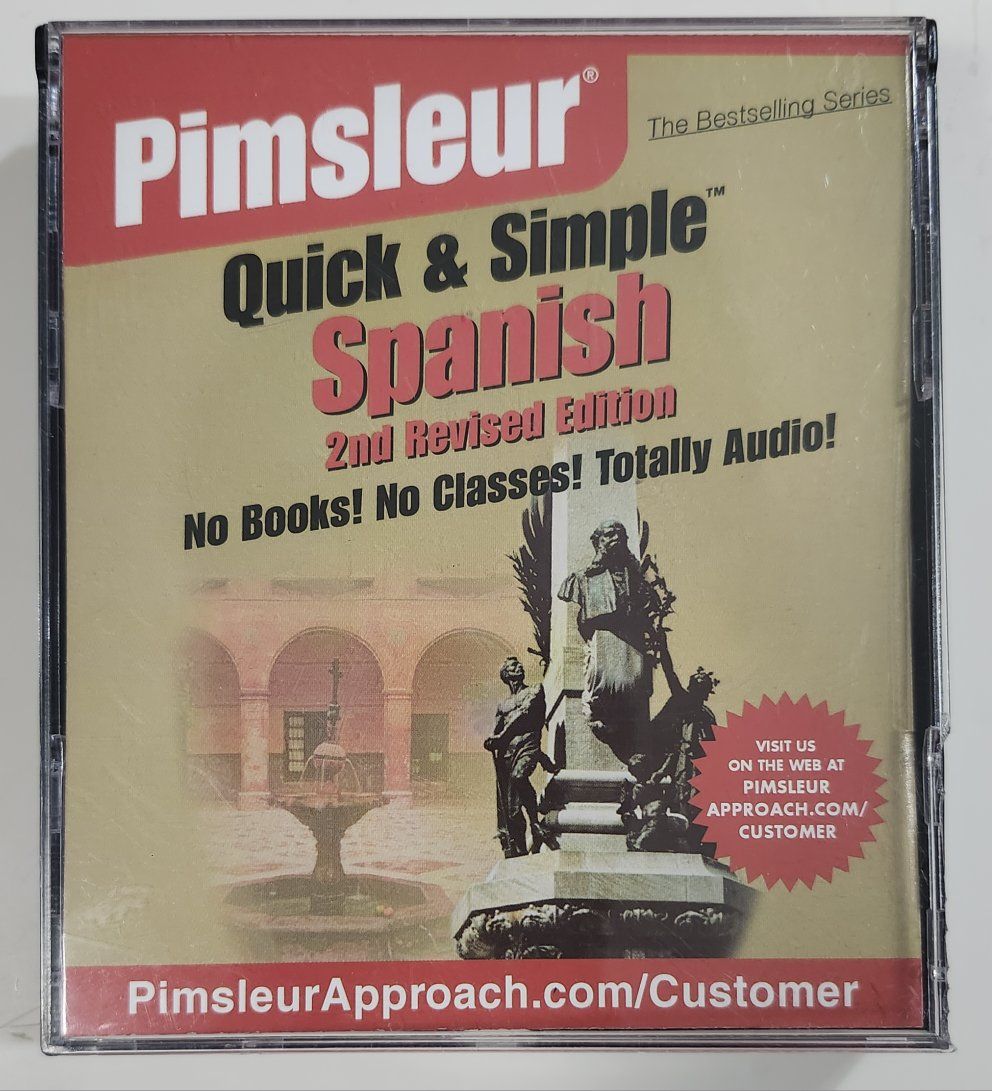 Pimsleur®
The Bestselling Series
Quick & Simple™
Spanish
2nd Revised Edition
No Books! No Classes! Totally Audio!
VISIT US
ON THE WEB AT
PIMSLEUR
APPROACH.COM/
CUSTOMER
PimsleurApproach.com/Customer